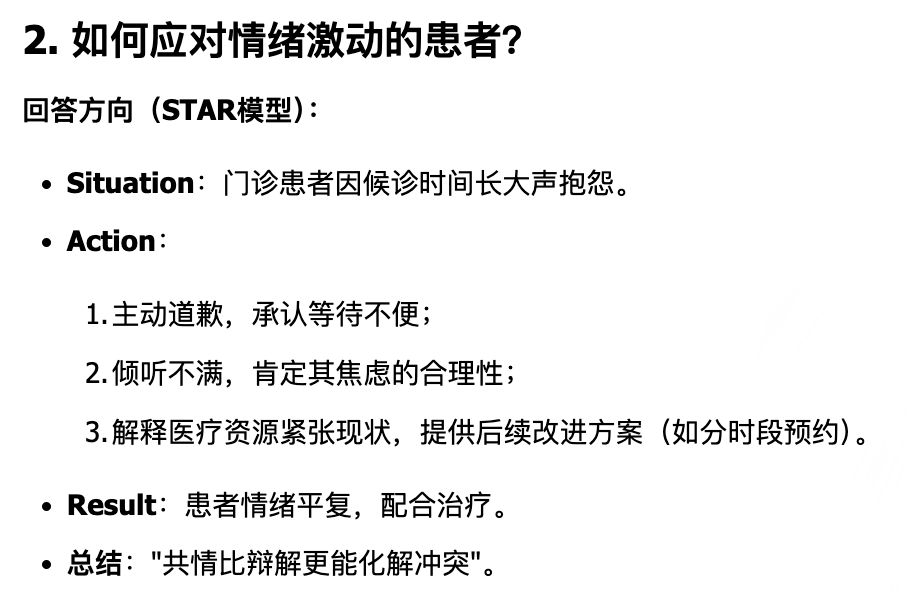 2. 如何应对情绪激动的患者？
回答方向（STAR模型）：
• Situation：门诊患者因候诊时间长大声抱怨。
• Action：
1. 主动道歉，承认等待不便；
2. 倾听不满，肯定其焦虑的合理性；
3. 解释医疗资源紧张现状，提供后续改进方案（如分时段预约）。
• Result：患者情绪平复，配合治疗。
• 总结："共情比辩解更能化解冲突"。